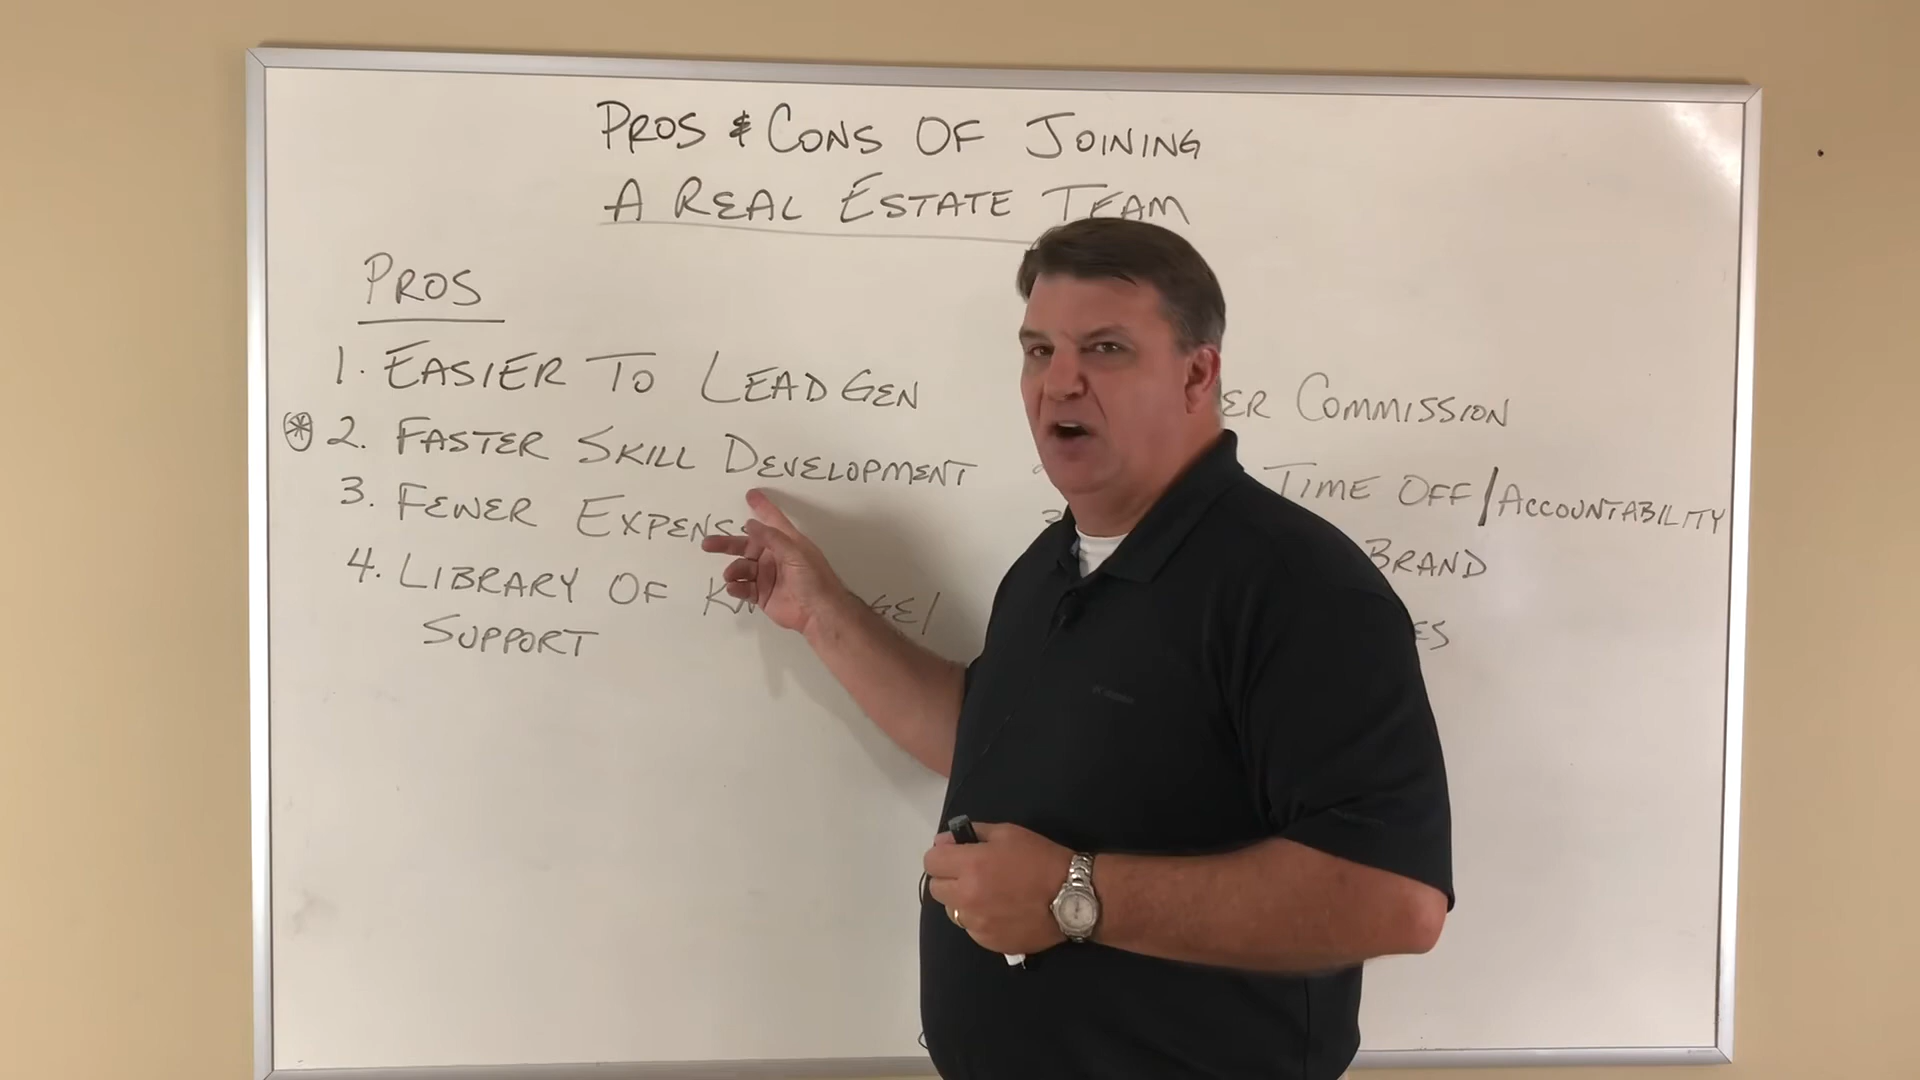 PROS & CONS OF JOINING
A REAL ESTATE TEAM
PROS
1. EASIER TO LEAD GEN
2. FASTER SKILL DEVELOPMENT
3. FEWER
4. LIBRARY OF
SUPPORT
COMMISSION
TIME OFF/ACCOUNTABILITY
BRAND